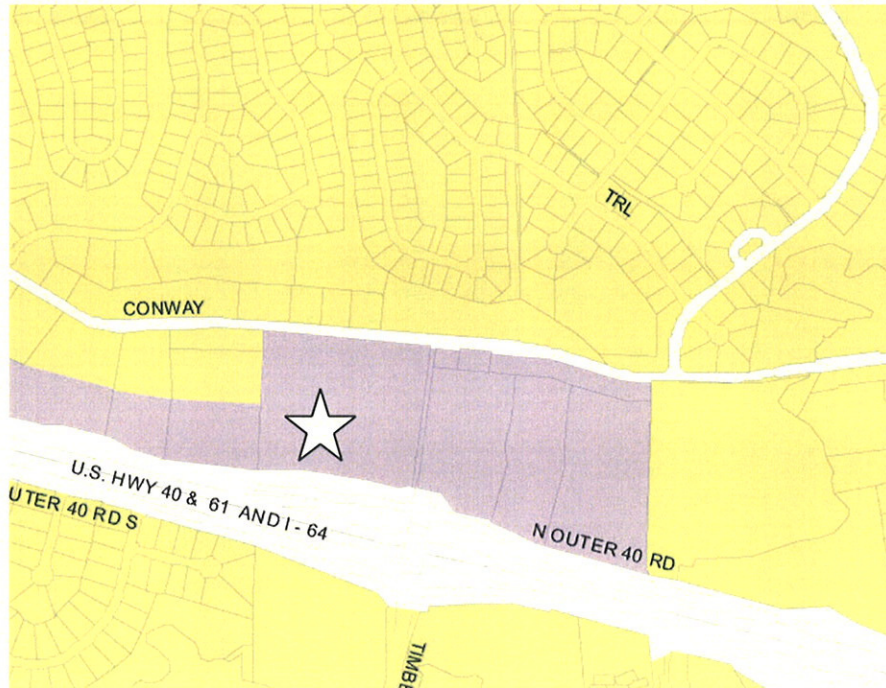 TRL
CONWAY
U.S. HWY 40 & 61 AND I - 64
UTER 40 RD S
N OUTER 40 RD
TIMBE